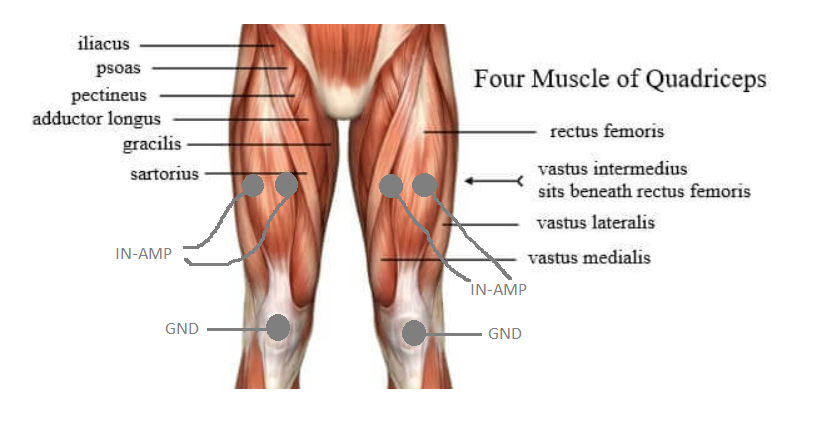 iliacus
psoas
pectineus
adductor longus
gracilis
sartorius
IN-AMP
GND
Four Muscle of Quadriceps
rectus femoris
vastus intermedius
sits beneath rectus femoris
vastus lateralis
vastus medialis
IN-AMP
GND